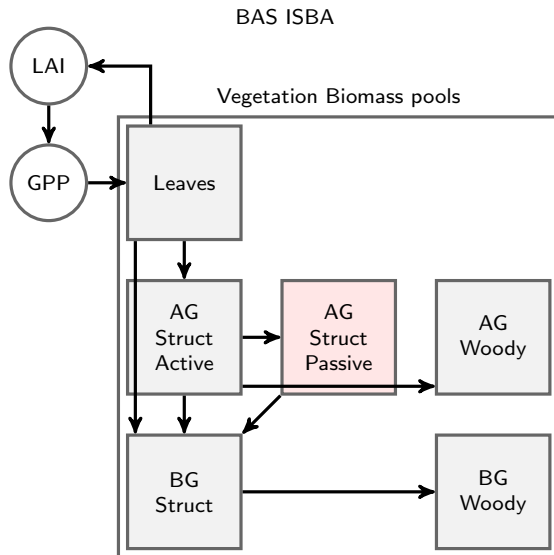 BAS ISBA
LAI
Vegetation Biomass pools
GPP
Leaves
AG
Struct
Active
AG
Struct
Passive
AG
Woody
BG
Struct
BG
Woody